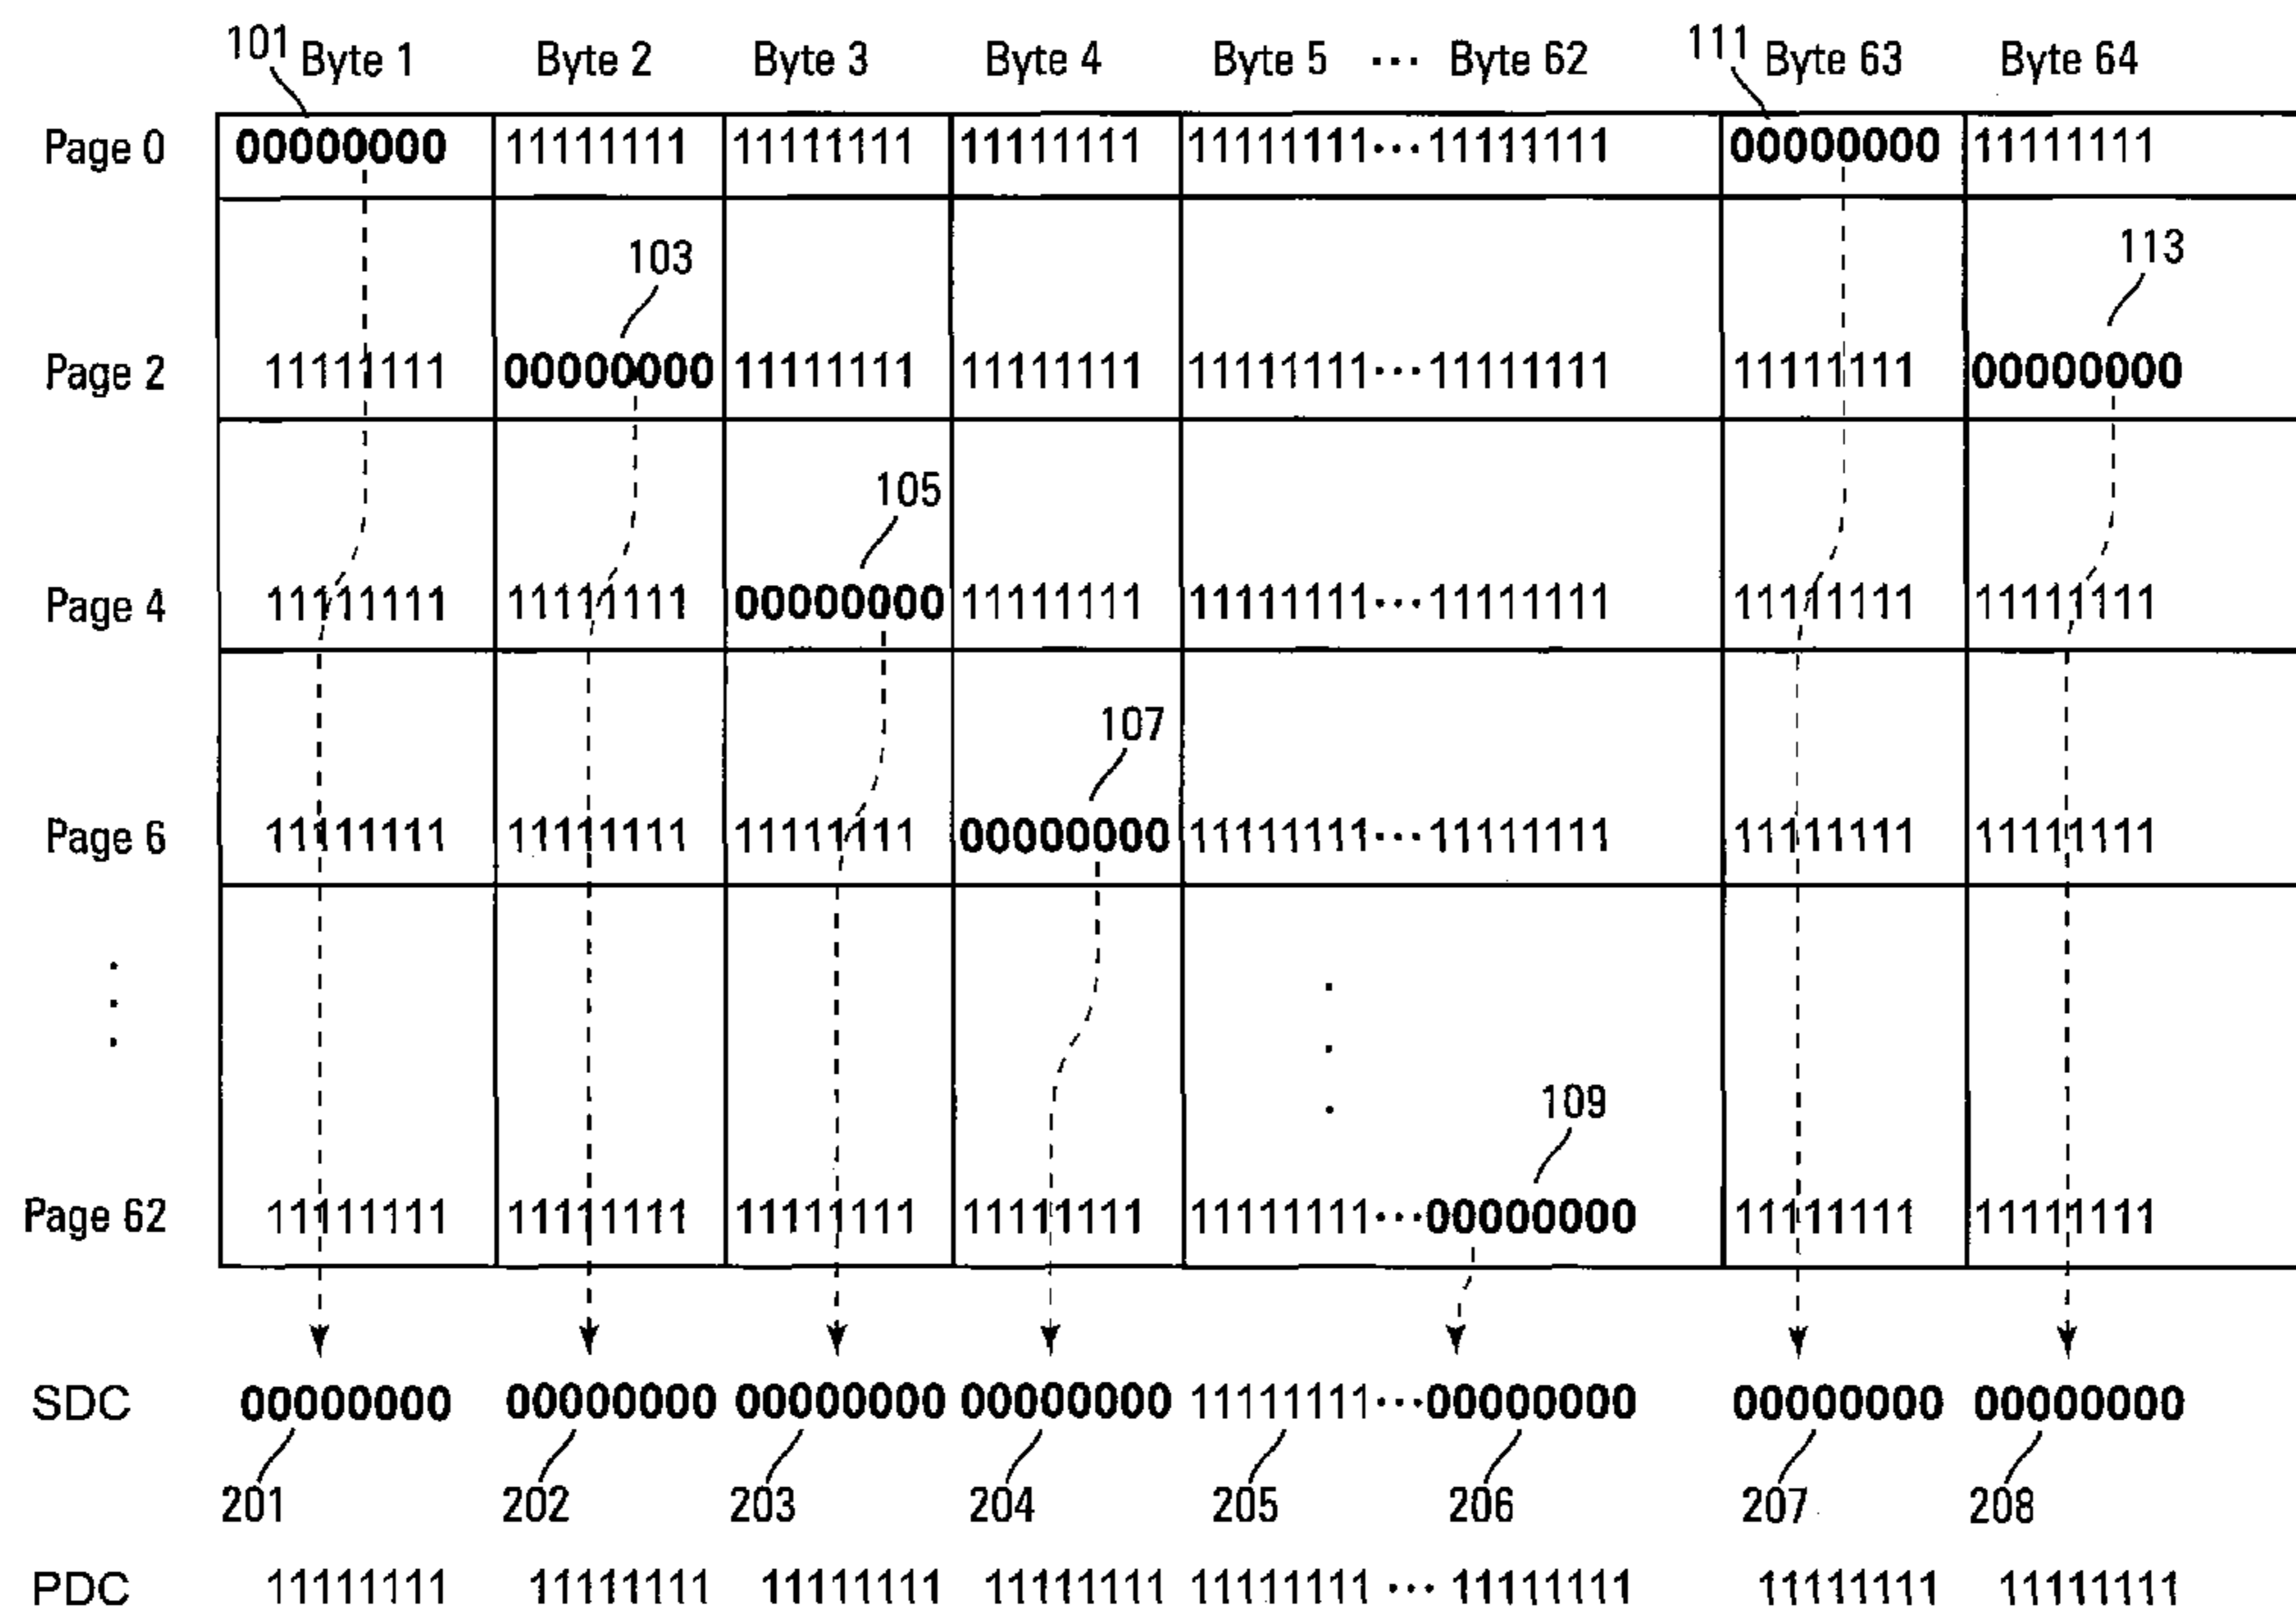 101 Byte 1 Byte 2 Byte 3 Byte 4 Byte 5 ... Byte 62 111 Byte 63 Byte 64
Page 0 00000000 11111111 11111111 11111111 11111111...11111111 00000000 11111111
103 113
Page 2 11111111 00000000 11111111 11111111 11111111...11111111 11111111 00000000
105
Page 4 11111111 11111111 00000000 11111111 11111111...11111111 11111111 11111111
107
Page 6 11111111 11111111 11111111 00000000 11111111...11111111 11111111 11111111
109
Page 62 11111111 11111111 11111111 11111111 11111111...00000000 11111111 11111111
SDC 00000000 00000000 00000000 00000000 11111111...00000000 00000000 00000000
201 202 203 204 205 206 207 208
PDC 11111111 11111111 11111111 11111111 11111111 ... 11111111 11111111 11111111